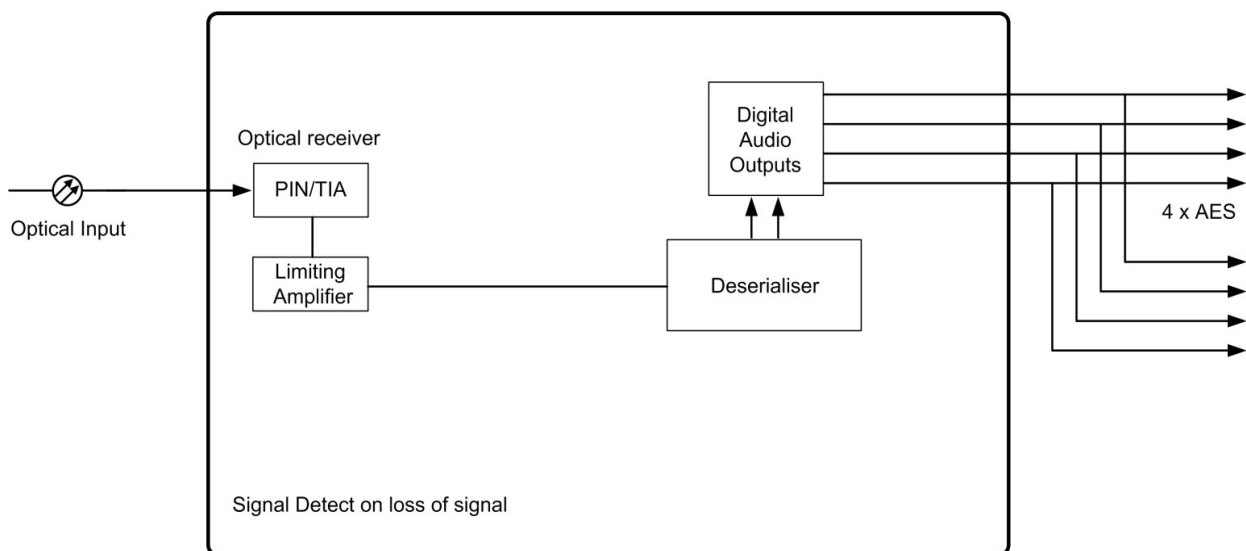 Optical Input
Optical receiver
PIN/TIA
Limiting
Amplifier
Deserialiser
Digital
Audio
Outputs
4 x AES
Signal Detect on loss of signal